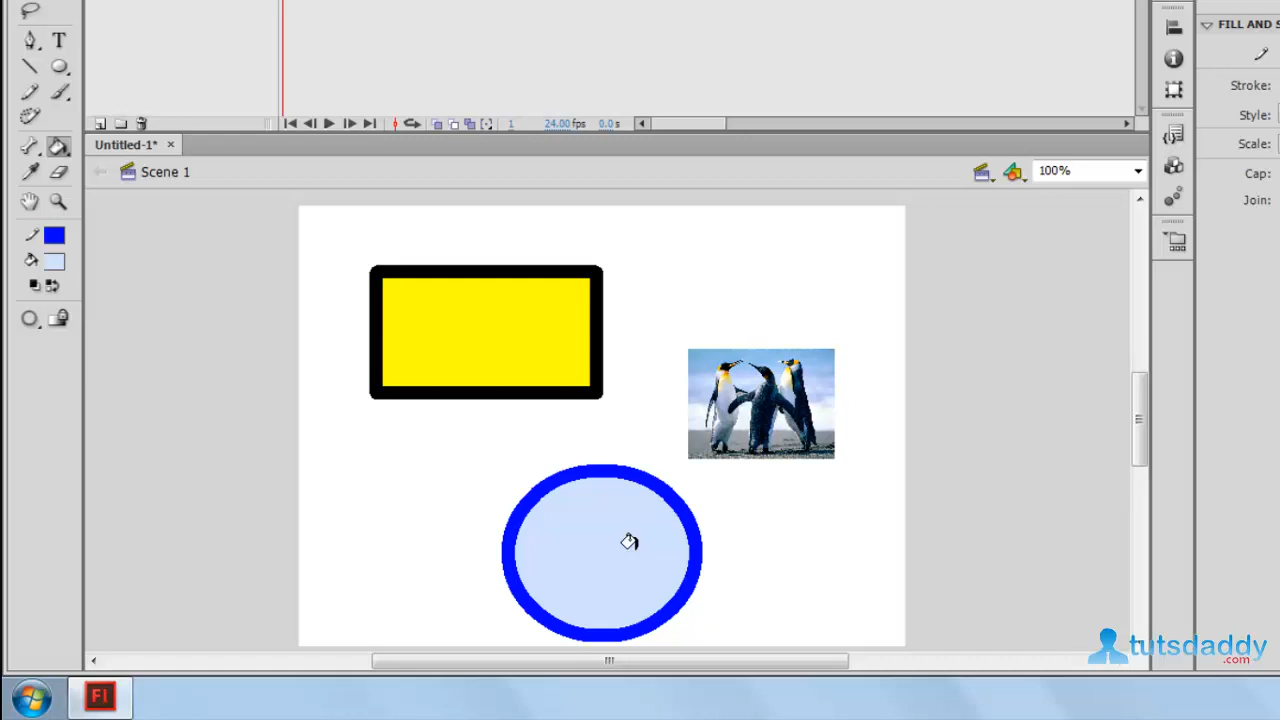 FILL AND S
T
Stroke:
Style:
Scale:
Cap:
Join:
1 24.00 fps 0.0 s
Untitled-1*
Scene 1
100%
tutsdaddy
.com
Fl